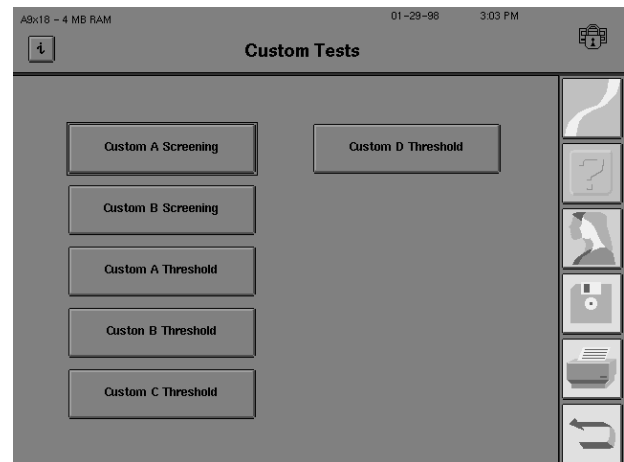 A9x18 - 4 MB RAM 01-29-98 3:03 PM
i Custom Tests
Custom A Screening
Custom B Screening
Custom A Threshold
Custon B Threshold
Custom C Threshold
Custom D Threshold
?